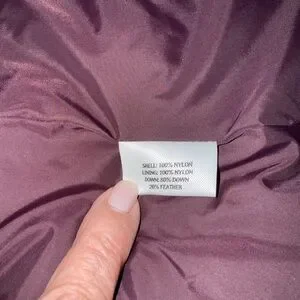 SHELL: 100% NYLON
LINING: 100% NYLON
DOWN: 80% DOWN
20% FEATHER